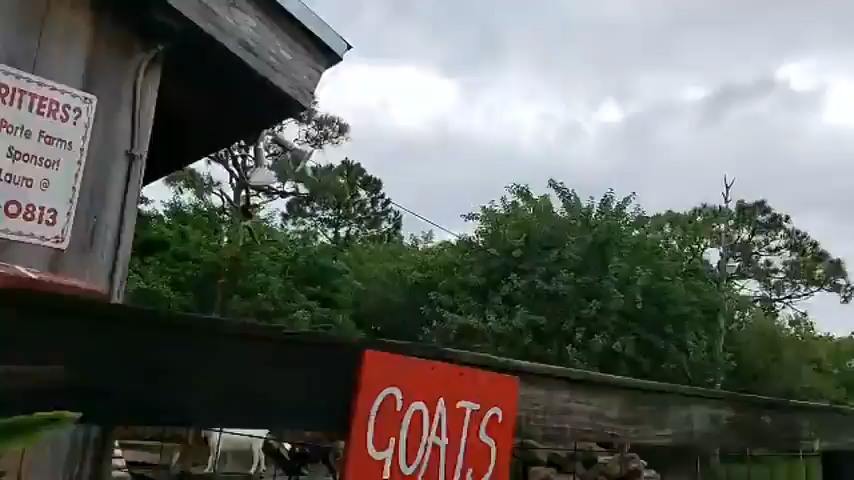 RITTERS?
Porte Farms
Sponsor!
Laura @
-0813
GOATS